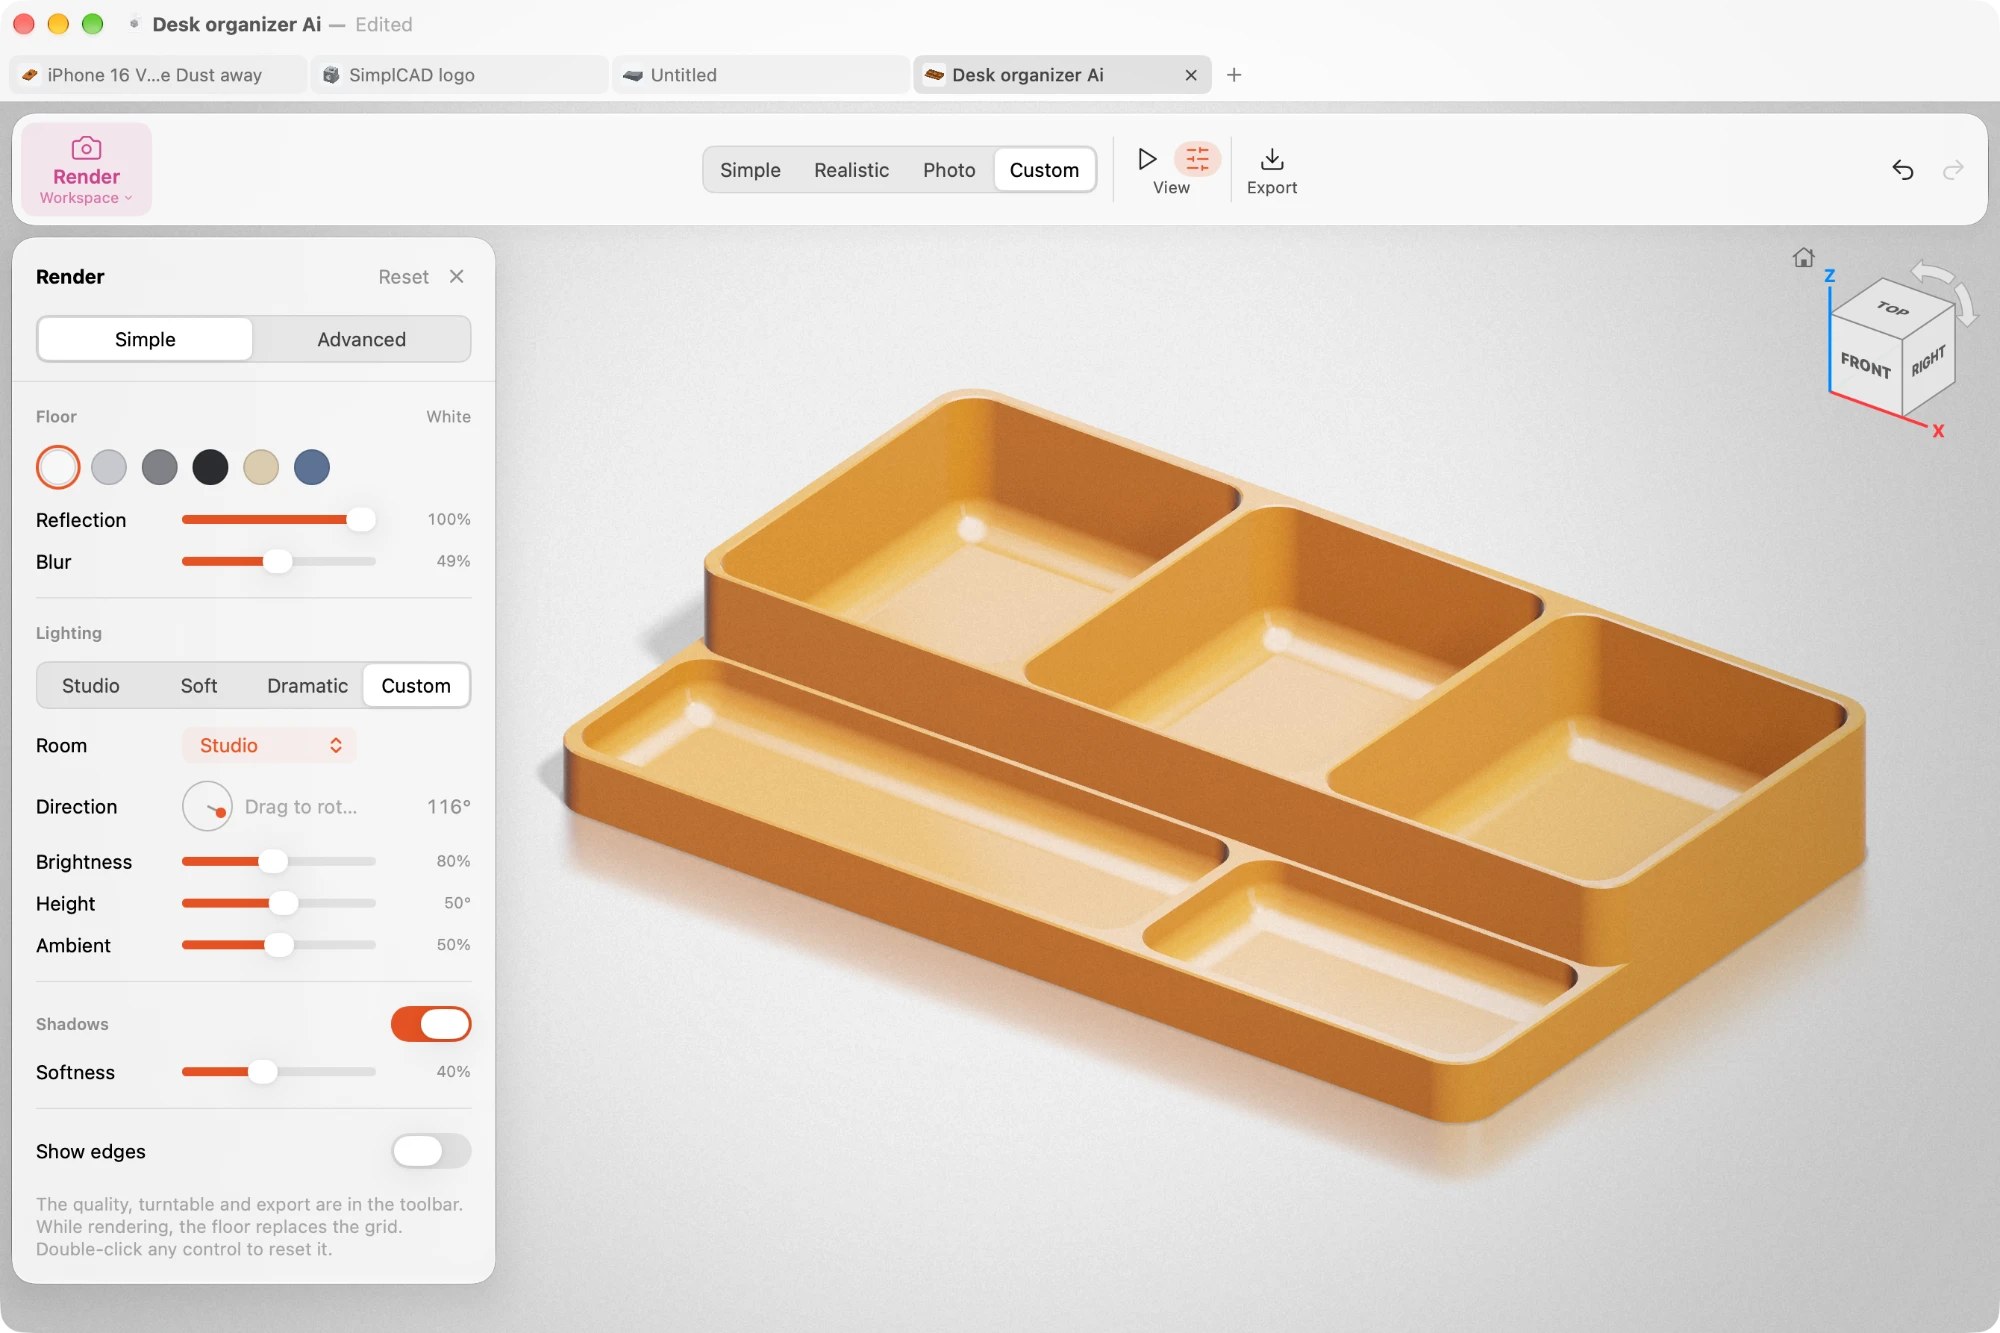 Desk organizer Ai — Edited
iPhone 16 V...e Dust away
SimplCAD logo
Untitled
Desk organizer Ai
Render
Workspace
Simple
Realistic
Photo
Custom
View
Export
Render
Reset
Simple
Advanced
Floor
White
Reflection
100%
Blur
49%
Lighting
Studio
Soft
Dramatic
Custom
Room
Studio
Direction
Drag to rot...
116°
Brightness
80%
Height
50°
Ambient
50%
Shadows
Softness
40%
Show edges
The quality, turntable and export are in the toolbar.
While rendering, the floor replaces the grid.
Double-click any control to reset it.
Z
TOP
FRONT
RIGHT
X